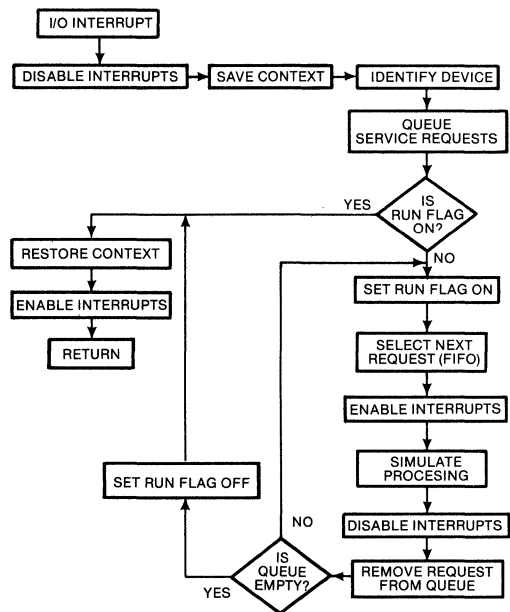 I/O INTERRUPT
DISABLE INTERRUPTS
SAVE CONTEXT
IDENTIFY DEVICE
QUEUE
SERVICE REQUESTS
IS
RUN FLAG
ON?
YES
NO
RESTORE CONTEXT
ENABLE INTERRUPTS
RETURN
SET RUN FLAG ON
SELECT NEXT
REQUEST (FIFO)
ENABLE INTERRUPTS
SIMULATE
PROCESING
DISABLE INTERRUPTS
REMOVE REQUEST
FROM QUEUE
IS
QUEUE
EMPTY?
NO
YES
SET RUN FLAG OFF